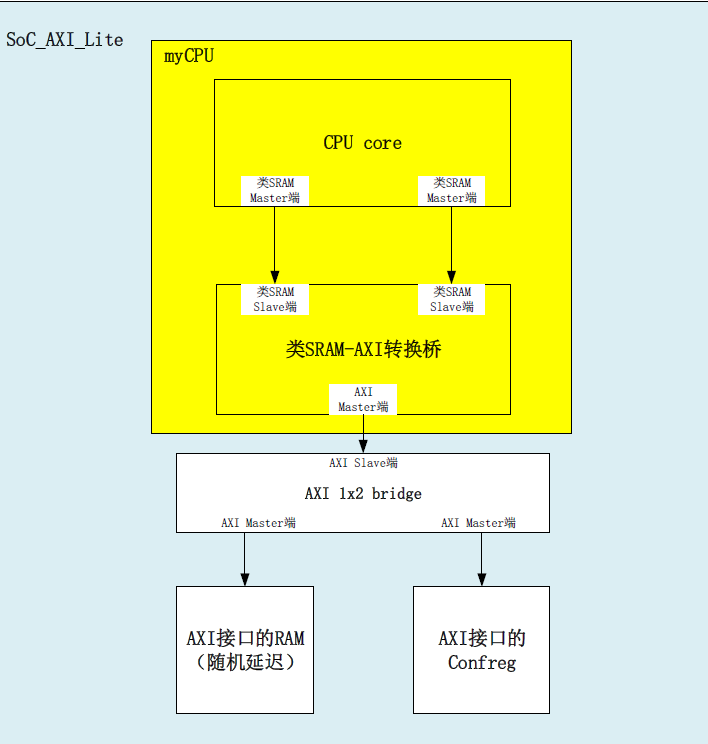 SoC_AXI_Lite
myCPU
CPU core
类SRAM
Master端
类SRAM
Master端
类SRAM
Slave端
类SRAM
Slave端
类SRAM-AXI转换桥
AXI
Master端
AXI Slave端
AXI 1x2 bridge
AXI Master端
AXI Master端
AXI接口的RAM
（随机延迟）
AXI接口的
Confreg